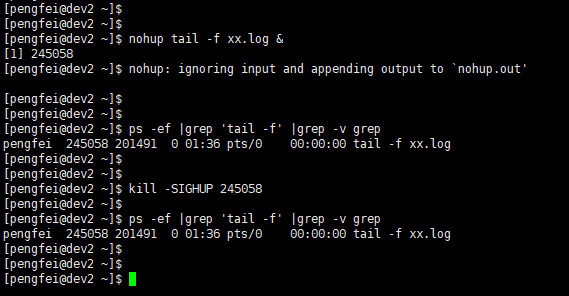 [pengfei@dev2 ~]$
[pengfei@dev2 ~]$
[pengfei@dev2 ~]$ nohup tail -f xx.log &
[1] 245058
[pengfei@dev2 ~]$ nohup: ignoring input and appending output to `nohup.out'
[pengfei@dev2 ~]$
[pengfei@dev2 ~]$
[pengfei@dev2 ~]$ ps -ef |grep 'tail -f' |grep -v grep
pengfei  245058 201491  0 01:36 pts/0    00:00:00 tail -f xx.log
[pengfei@dev2 ~]$
[pengfei@dev2 ~]$
[pengfei@dev2 ~]$ kill -SIGHUP 245058
[pengfei@dev2 ~]$
[pengfei@dev2 ~]$ ps -ef |grep 'tail -f' |grep -v grep
pengfei  245058 201491  0 01:36 pts/0    00:00:00 tail -f xx.log
[pengfei@dev2 ~]$
[pengfei@dev2 ~]$
[pengfei@dev2 ~]$